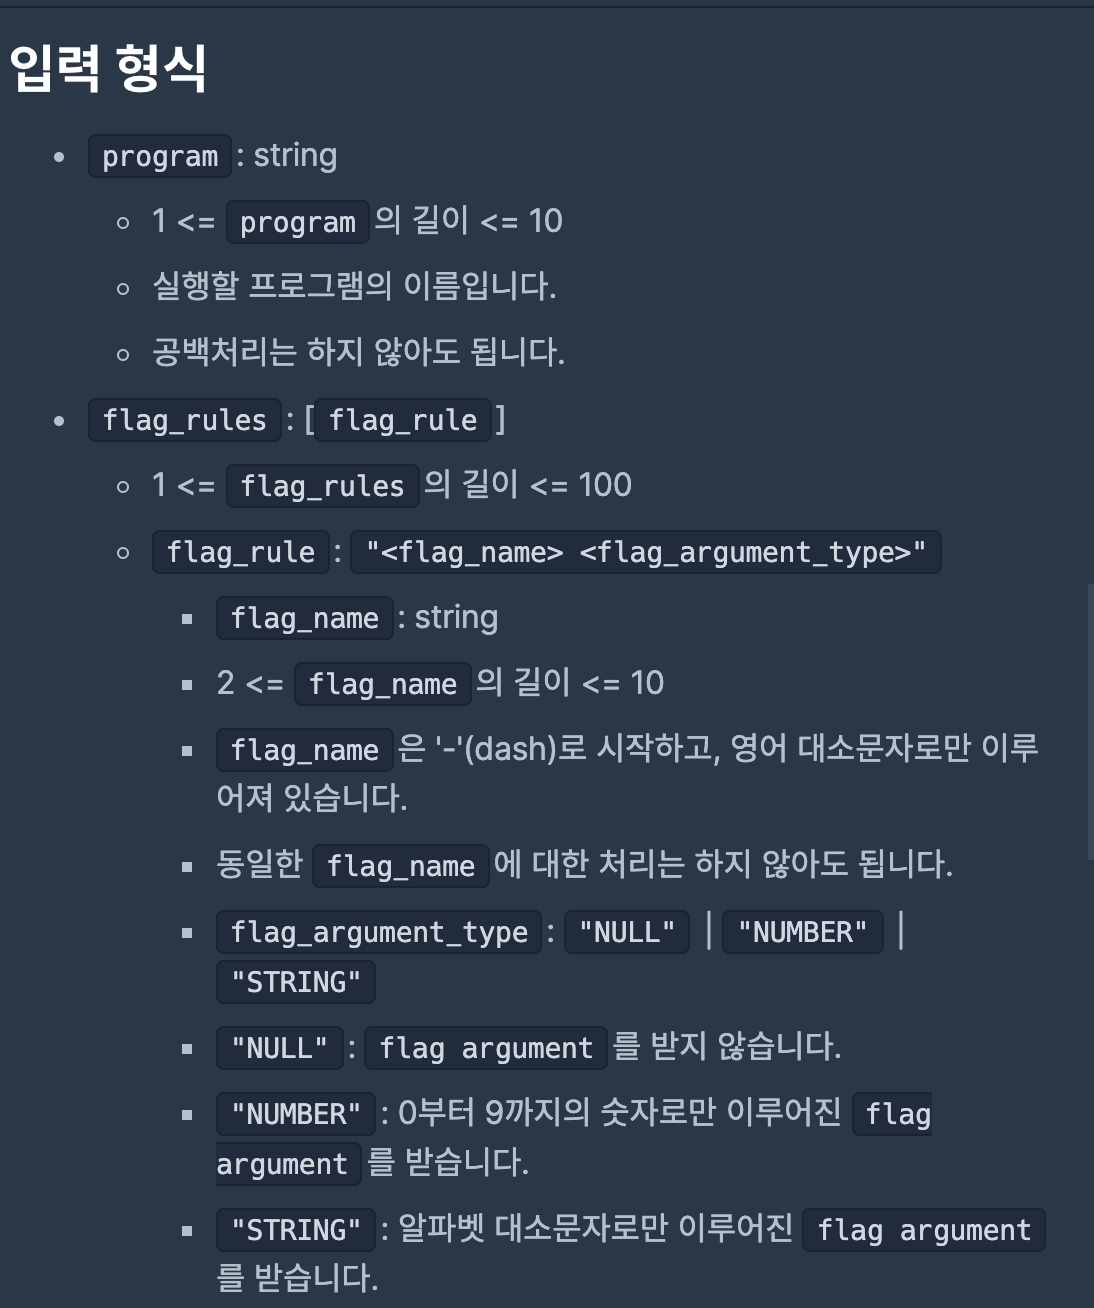 입력 형식
program : string
1 <= program 의 길이 <= 10
실행할 프로그램의 이름입니다.
공백처리는 하지 않아도 됩니다.
flag_rules : [ flag_rule ]
1 <= flag_rules 의 길이 <= 100
flag_rule : "<flag_name> <flag_argument_type>"
flag_name : string
2 <= flag_name 의 길이 <= 10
flag_name 은 '-'(dash)로 시작하고, 영어 대소문자로만 이루
어져 있습니다.
동일한 flag_name 에 대한 처리는 하지 않아도 됩니다.
flag_argument_type : "NULL" | "NUMBER" |
"STRING"
"NULL" : flag argument 를 받지 않습니다.
"NUMBER" : 0부터 9까지의 숫자로만 이루어진 flag
argument 를 받습니다.
"STRING" : 알파벳 대소문자로만 이루어진 flag argument
를 받습니다.